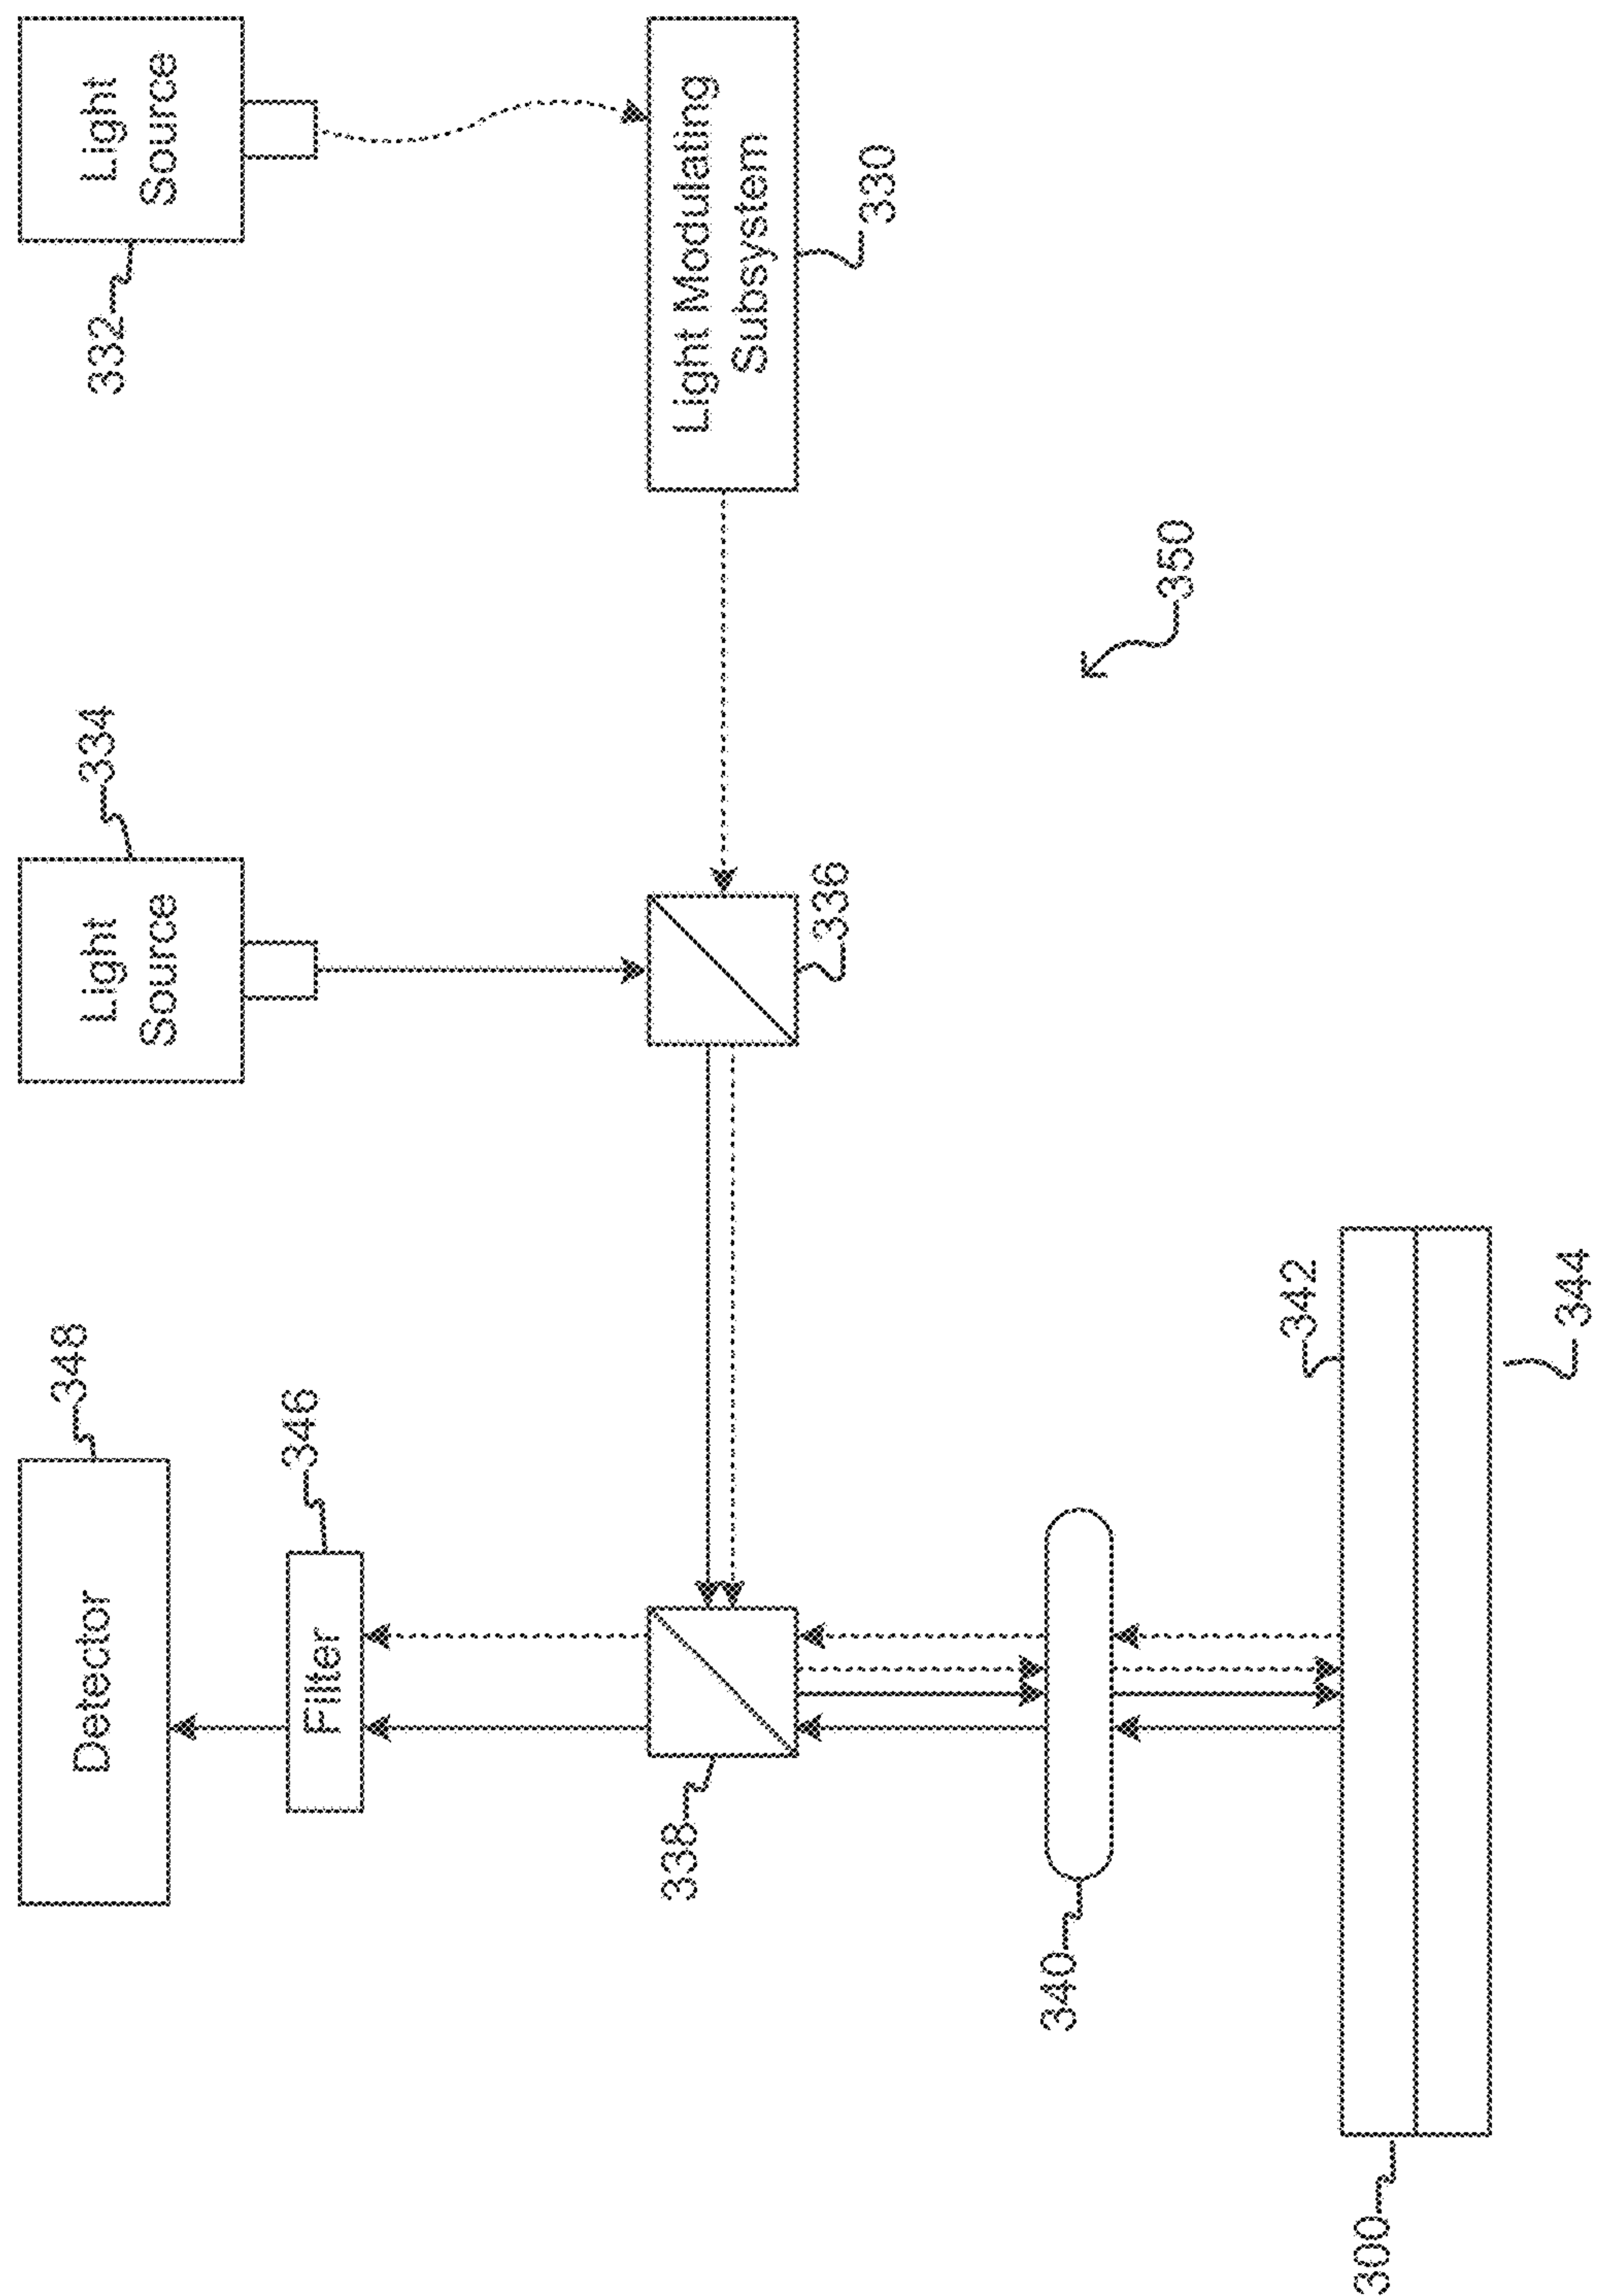 Detector
348
Filter
346
338
340
300
342
344
Light
Source
334
336
350
Light
Source
332
Light Modulating
Subsystem
330